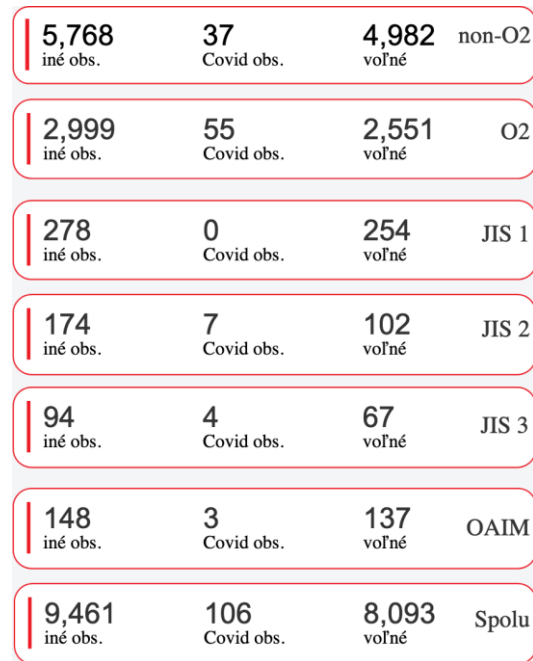 5,768 37 4,982 non-O2
iné obs. Covid obs. voľné
2,999 55 2,551 O2
iné obs. Covid obs. voľné
278 0 254 JIS 1
iné obs. Covid obs. voľné
174 7 102 JIS 2
iné obs. Covid obs. voľné
94 4 67 JIS 3
iné obs. Covid obs. voľné
148 3 137 OAIM
iné obs. Covid obs. voľné
9,461 106 8,093 Spolu
iné obs. Covid obs. voľné